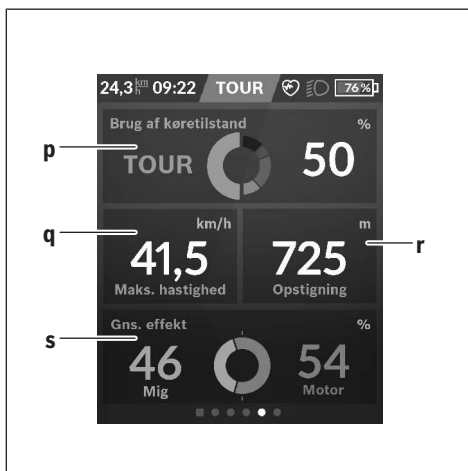 24,3 km/h 09:22 TOUR 76%
Brug af køretilstand %
p
TOUR 50
q
km/h
41,5
Maks. hastighed
m
725
Opstigning
r
Gns. effekt %
s
46 54
Mig Motor